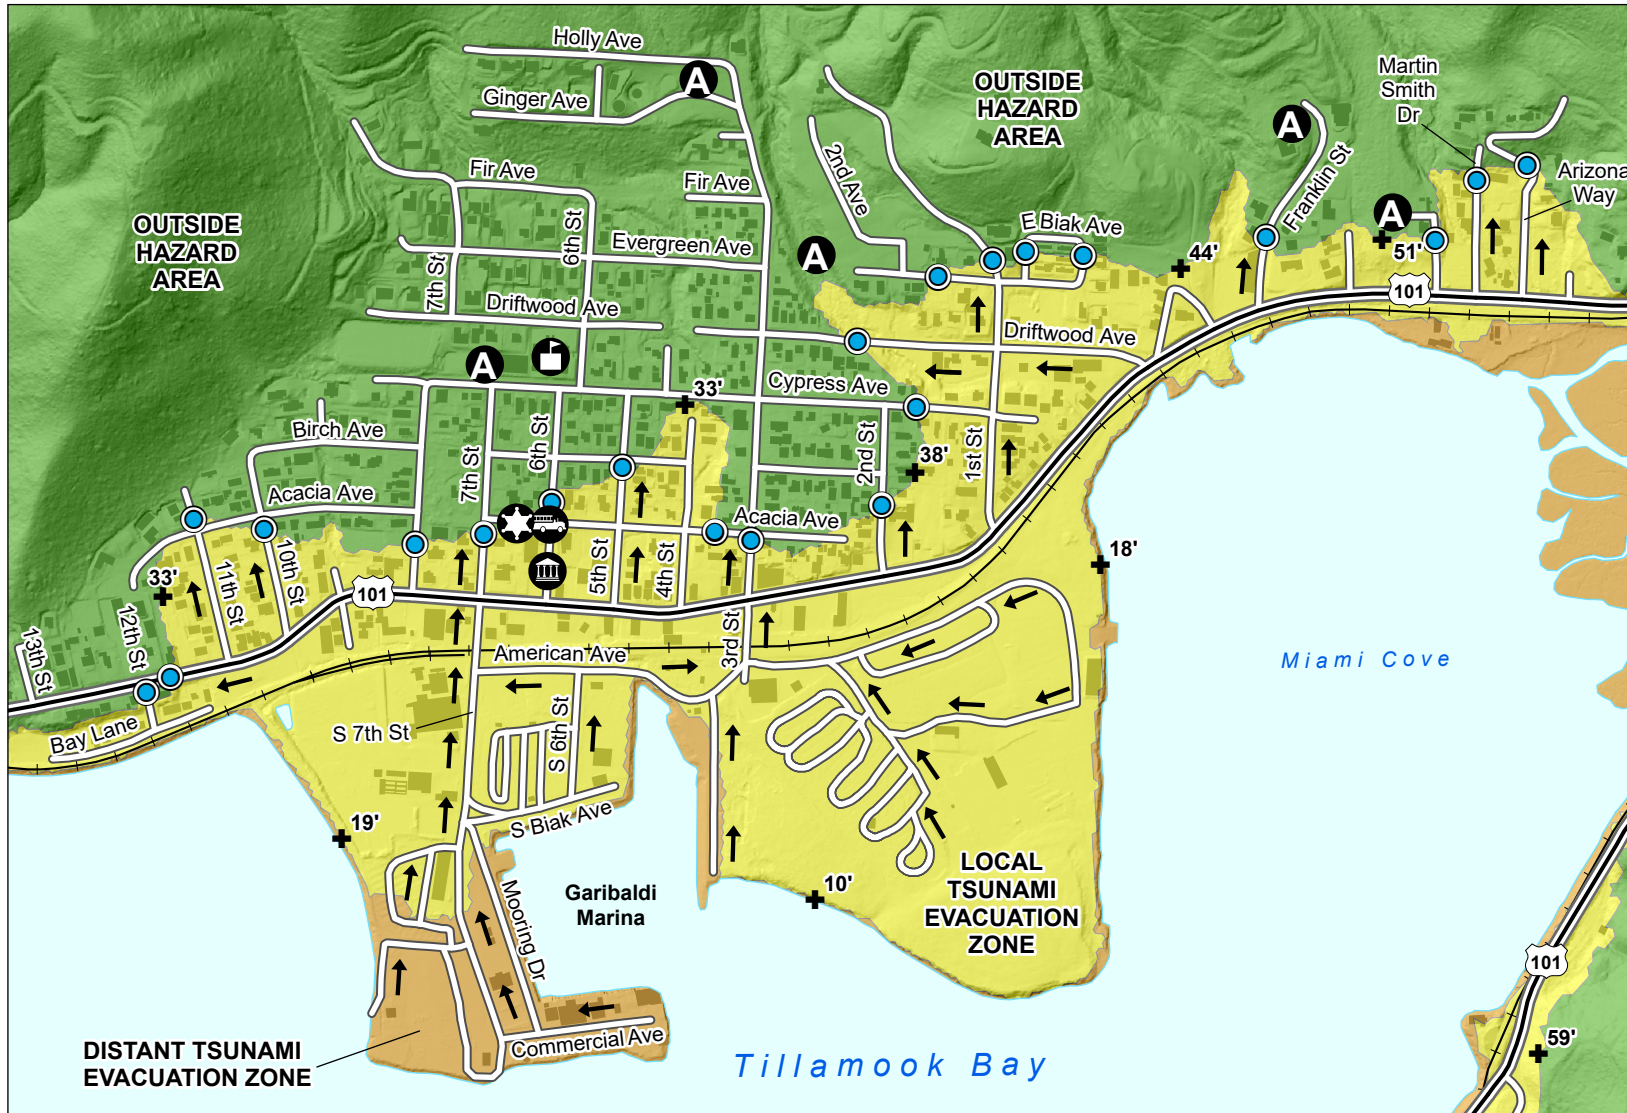 Holly Ave
A
Ginger Ave
OUTSIDE
HAZARD
AREA
Martin
Smith
Dr
A
Fir Ave
Fir Ave
2nd Ave
Franklin St
Arizona
Way
OUTSIDE
HAZARD
AREA
6th St
Evergreen Ave
E Biak Ave
A
A
7th St
44'
51'
101
Driftwood Ave
Driftwood Ave
A
Cypress Ave
33'
Birch Ave
7th St
6th St
2nd St
38'
1st St
Acacia Ave
Acacia Ave
33'
11th St
10th St
101
5th St
4th St
18'
13th St
12th St
American Ave
3rd St
Miami Cove
Bay Lane
S 7th St
S 6th St
S Biak Ave
19'
Garibaldi
Marina
Mooring Dr
10'
LOCAL
TSUNAMI
EVACUATION
ZONE
101
DISTANT TSUNAMI
EVACUATION ZONE
Commercial Ave
Tillamook Bay
59'